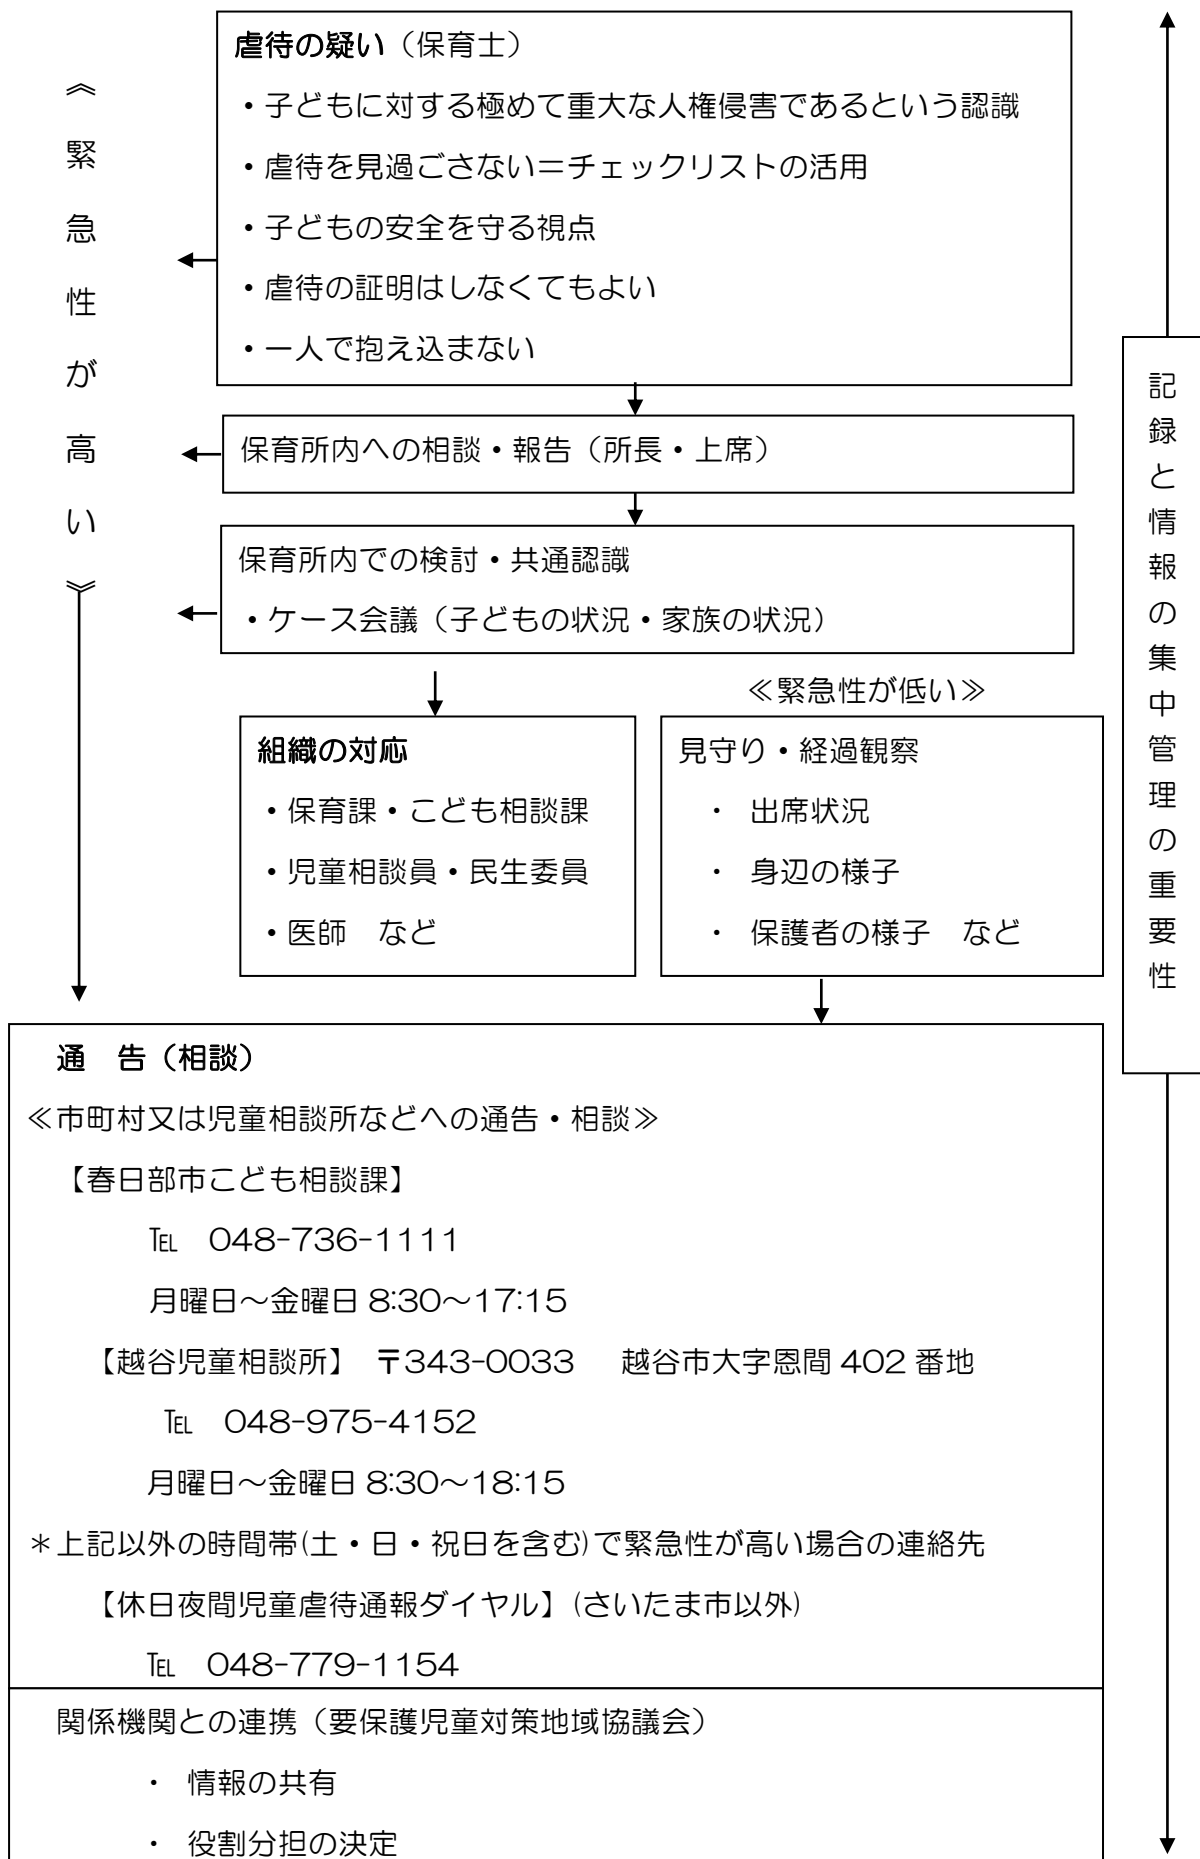 虐待の疑い（保育士）
・子どもに対する極めて重大な人権侵害であるという認識
・虐待を見過ごさない＝チェックリストの活用
・子どもの安全を守る視点
・虐待の証明はしなくてもよい
・一人で抱え込まない
≪緊急性が高い≫
保育所内への相談・報告（所長・上席）
保育所内での検討・共通認識
・ケース会議（子どもの状況・家族の状況）
≪緊急性が低い≫
組織の対応
・保育課・こども相談課
・児童相談員・民生委員
・医師　など
見守り・経過観察
・ 出席状況
・ 身辺の様子
・ 保護者の様子　など
記録と情報の集中管理の重要性
通　告（相談）
≪市町村又は児童相談所などへの通告・相談≫
【春日部市こども相談課】
℡　048-736-1111
月曜日～金曜日 8:30～17:15
【越谷児童相談所】　〒343-0033　越谷市大字恩間 402 番地
℡　048-975-4152
月曜日～金曜日 8:30～18:15
＊上記以外の時間帯(土・日・祝日を含む)で緊急性が高い場合の連絡先
【休日夜間児童虐待通報ダイヤル】(さいたま市以外)
℡　048-779-1154
関係機関との連携（要保護児童対策地域協議会）
・ 情報の共有
・ 役割分担の決定